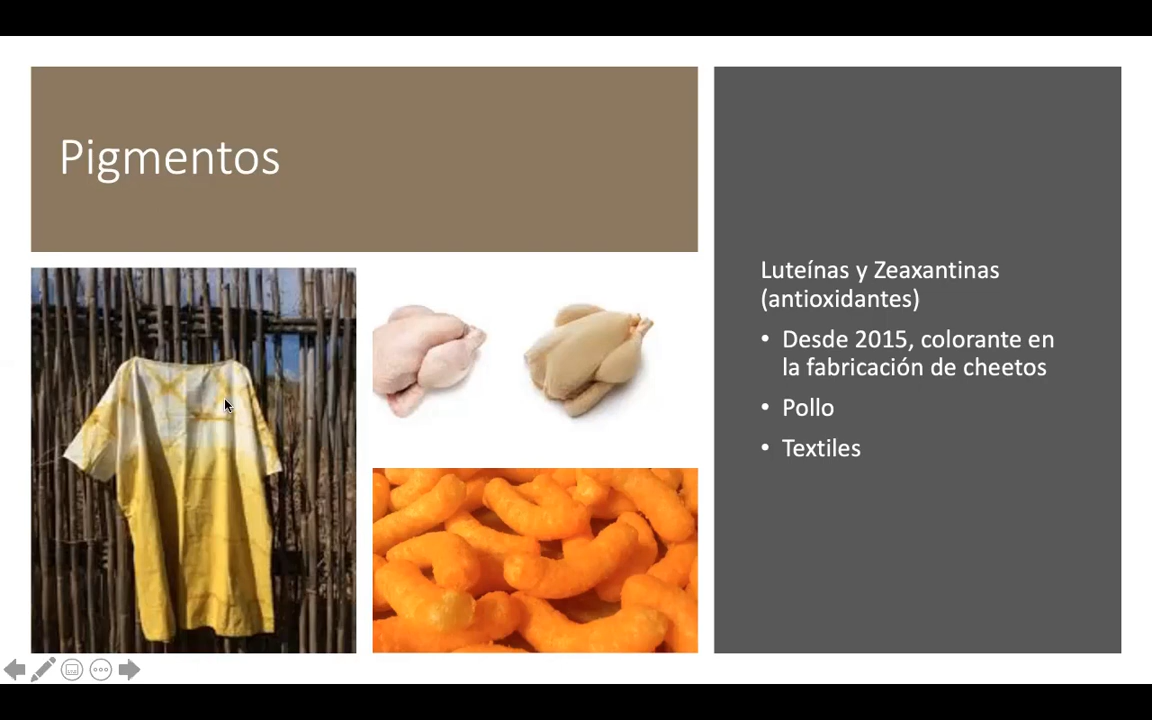 Pigmentos
Luteínas y Zeaxantinas
(antioxidantes)
• Desde 2015, colorante en
la fabricación de cheetos
• Pollo
• Textiles